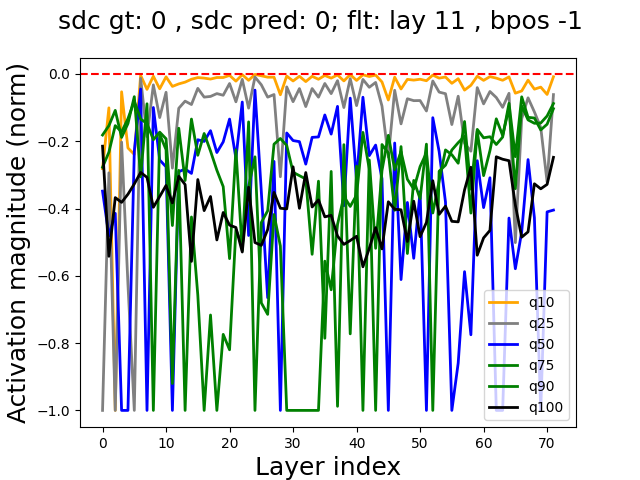 sdc gt: 0 , sdc pred: 0; flt: lay 11 , bpos -1
Activation magnitude (norm)
0.0
−0.2
−0.4
−0.6
−0.8
−1.0
0 10 20 30 40 50 60 70
Layer index
q10
q25
q50
q75
q90
q100